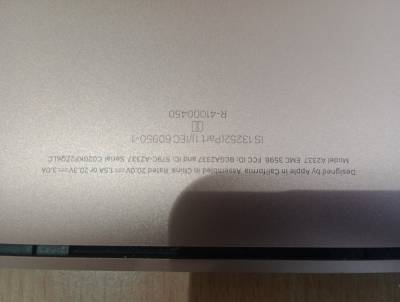 Designed by Apple in California Assembled in China Rated 20.0V⎓1.5A or 20.3V⎓3.0A
Model A2337 EMC 3598 FCC ID: BCGA2337 and IC: 579C-A2337 Serial
IS 13252(Part 1)/IEC 60950-1
R-41000450